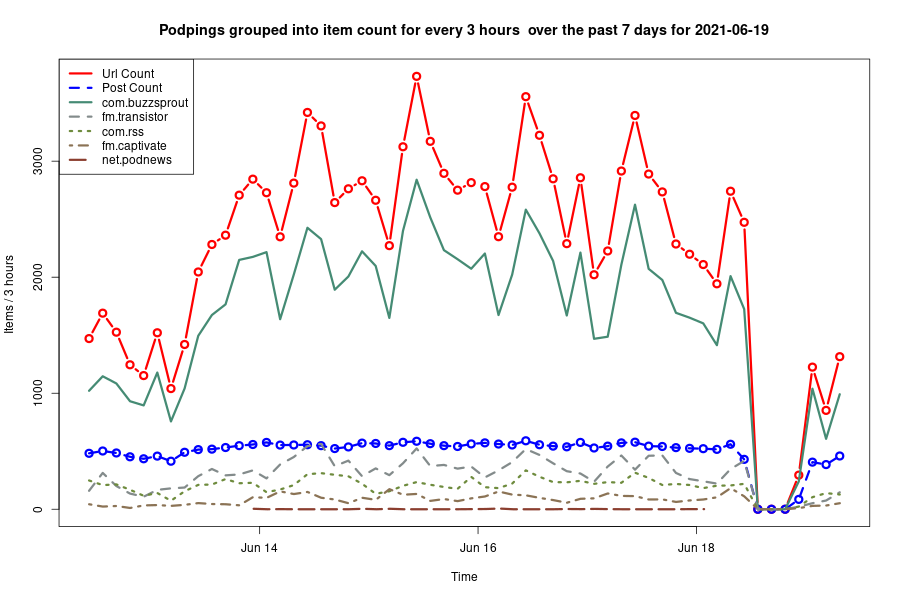 Podpings grouped into item count for every 3 hours  over the past 7 days for 2021-06-19
Url Count
Post Count
com.buzzsprout
fm.transistor
com.rss
fm.captivate
net.podnews
Items / 3 hours
3000
2000
1000
0
Jun 14
Jun 16
Jun 18
Time